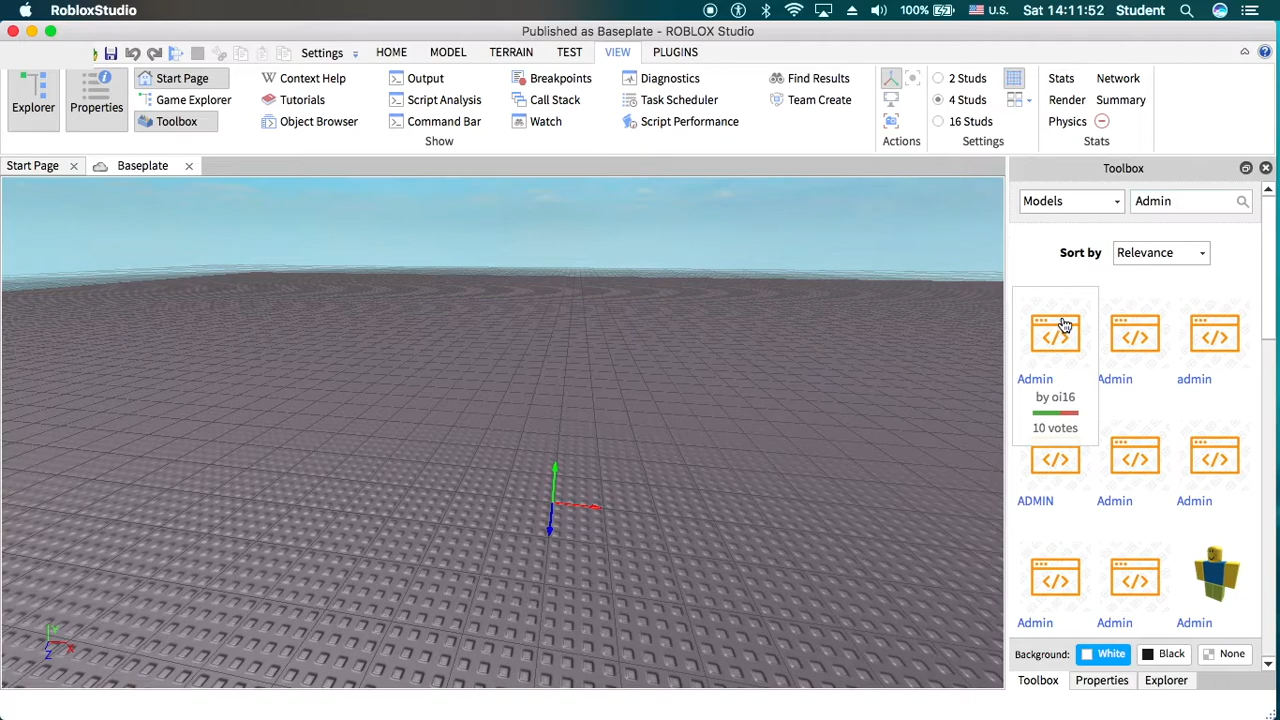 RobloxStudio 100% U.S. Sat 14:11:52 Student
Published as Baseplate - ROBLOX Studio
Settings HOME MODEL TERRAIN TEST VIEW PLUGINS
Explorer
Properties
Start Page
Game Explorer
Toolbox
Context Help
Tutorials
Object Browser
Output
Script Analysis
Command Bar
Breakpoints
Call Stack
Watch
Diagnostics
Task Scheduler
Script Performance
Find Results
Team Create
Show
Actions
2 Studs
4 Studs
16 Studs
Settings
Stats
Render
Physics
Network
Summary
Stats
Start Page
Baseplate
Toolbox
Models
Admin
Sort by Relevance
Admin Admin admin
by oi16
10 votes
ADMIN Admin Admin
Admin Admin Admin
Background: White Black None
Toolbox Properties Explorer
Y
Z
X